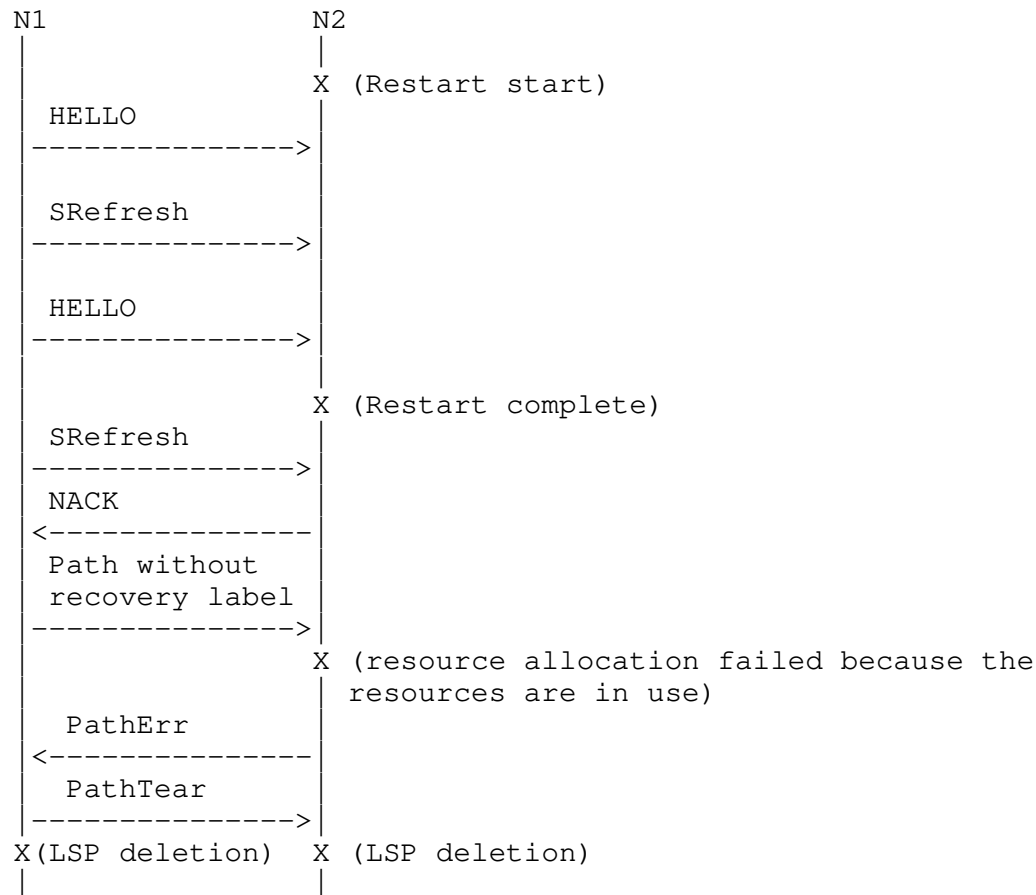 N1 N2
X (Restart start)
HELLO
SRefresh
HELLO
X (Restart complete)
SRefresh
NACK
Path without
recovery label
X (resource allocation failed because the
resources are in use)
PathErr
PathTear
X(LSP deletion) X (LSP deletion)